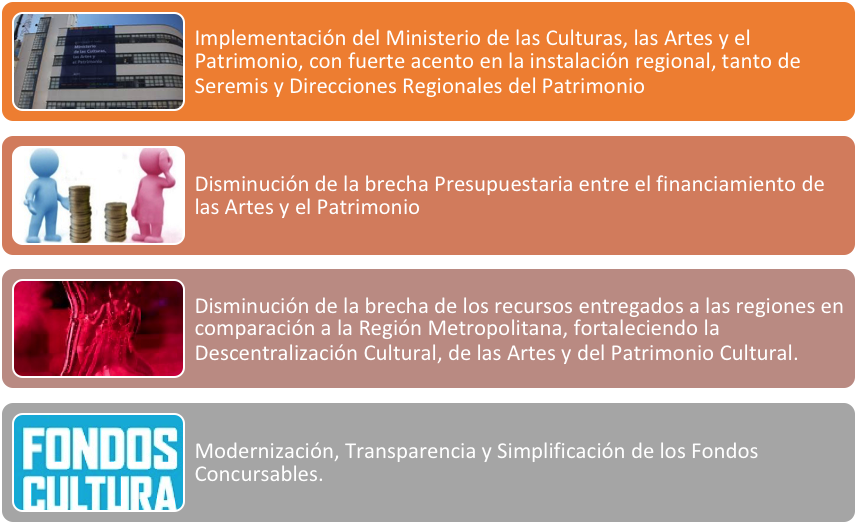 Ministerio
de las Culturas,
las Artes y
el Patrimonio
Implementación del Ministerio de las Culturas, las Artes y el
Patrimonio, con fuerte acento en la instalación regional, tanto de
Seremis y Direcciones Regionales del Patrimonio
Disminución de la brecha Presupuestaria entre el financiamiento de
las Artes y el Patrimonio
Disminución de la brecha de los recursos entregados a las regiones en
comparación a la Región Metropolitana, fortaleciendo la
Descentralización Cultural, de las Artes y del Patrimonio Cultural.
FONDOS
CULTURA
Modernización, Transparencia y Simplificación de los Fondos
Concursables.